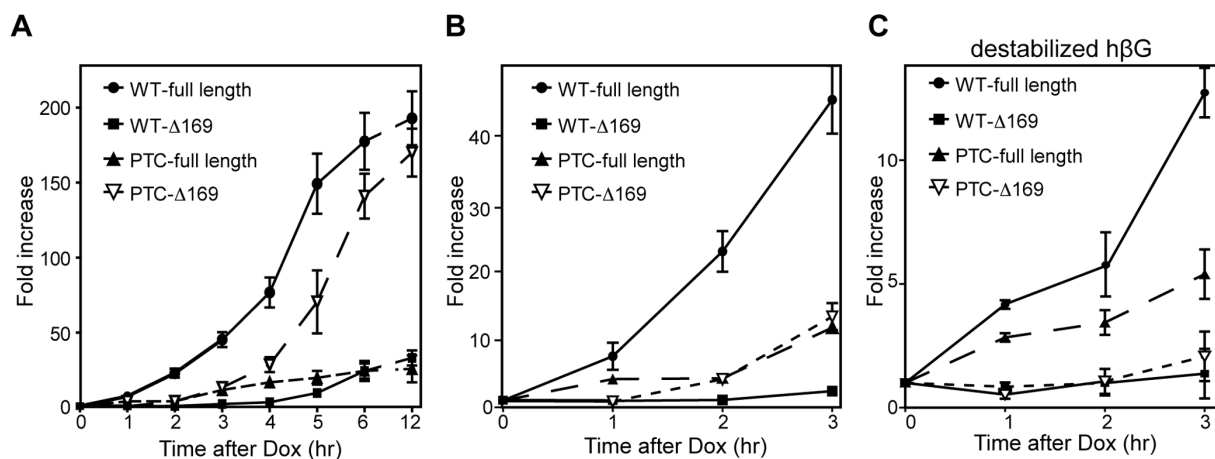 A
WT-full length
WT-Δ169
PTC-full length
PTC-Δ169
Fold increase
200
150
100
50
0
0 1 2 3 4 5 6 12
Time after Dox (hr)
B
WT-full length
WT-Δ169
PTC-full length
PTC-Δ169
Fold increase
40
40
20
10
0
0 1 2 3
Time after Dox (hr)
C
destabilized hβG
WT-full length
WT-Δ169
PTC-full length
PTC-Δ169
Fold increase
10
5
0
0 1 2 3
Time after Dox (hr)